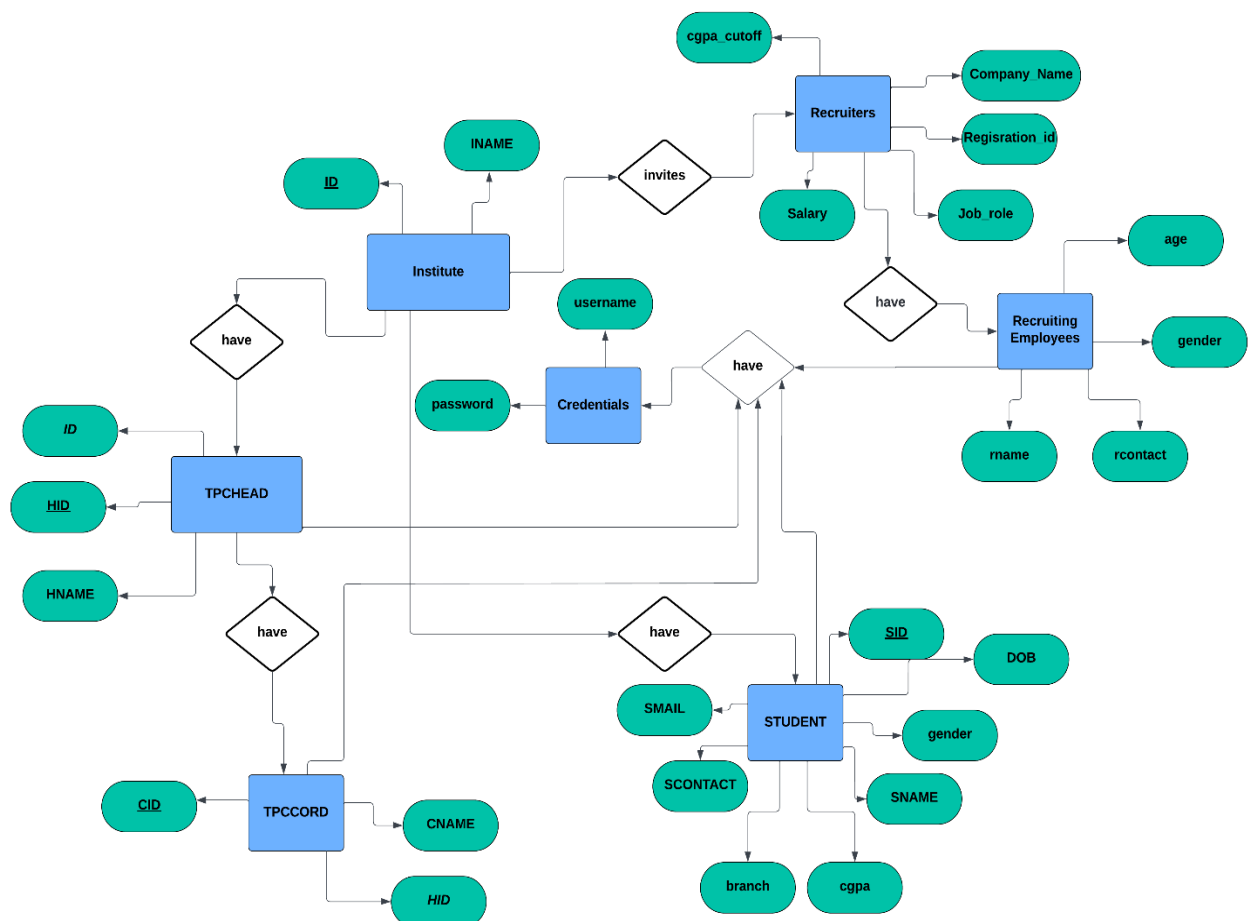 cgpa_cutoff
Company_Name
Recruiters
Regisration_id
INAME
invites
ID
Salary
Job_role
age
Institute
username
have
Recruiting
Employees
gender
have
have
password
Credentials
ID
rname
rcontact
TPCHEAD
HID
HNAME
have
have
SID
DOB
SMAIL
STUDENT
gender
SCONTACT
SNAME
CID
TPCCORD
CNAME
branch
cgpa
HID